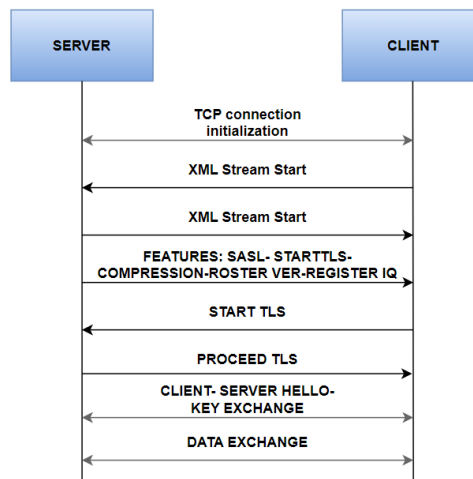 SERVER
CLIENT
TCP connection
initialization
XML Stream Start
XML Stream Start
FEATURES: SASL- STARTTLS-
COMPRESSION-ROSTER VER-REGISTER IQ
START TLS
PROCEED TLS
CLIENT- SERVER HELLO-
KEY EXCHANGE
DATA EXCHANGE